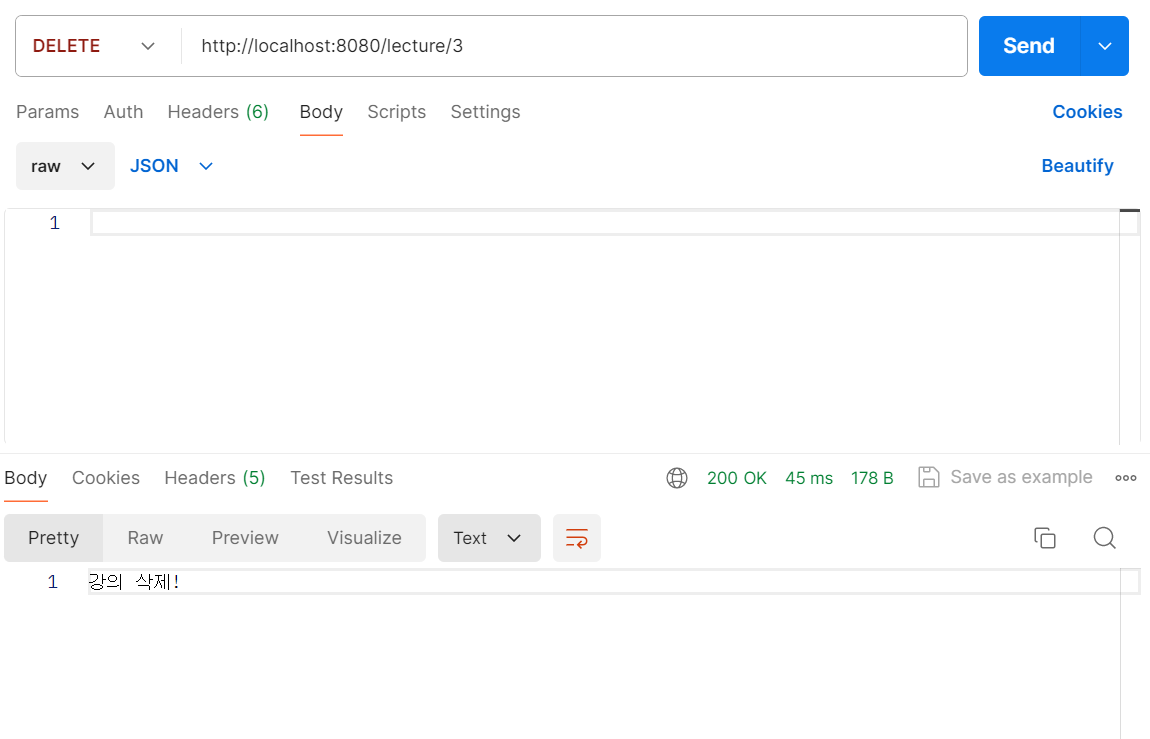 DELETE http://localhost:8080/lecture/3 Send
Params Auth Headers (6) Body Scripts Settings Cookies
raw JSON Beautify
1
Body Cookies Headers (5) Test Results 200 OK 45 ms 178 B Save as example
Pretty Raw Preview Visualize Text
1 강의 삭제!